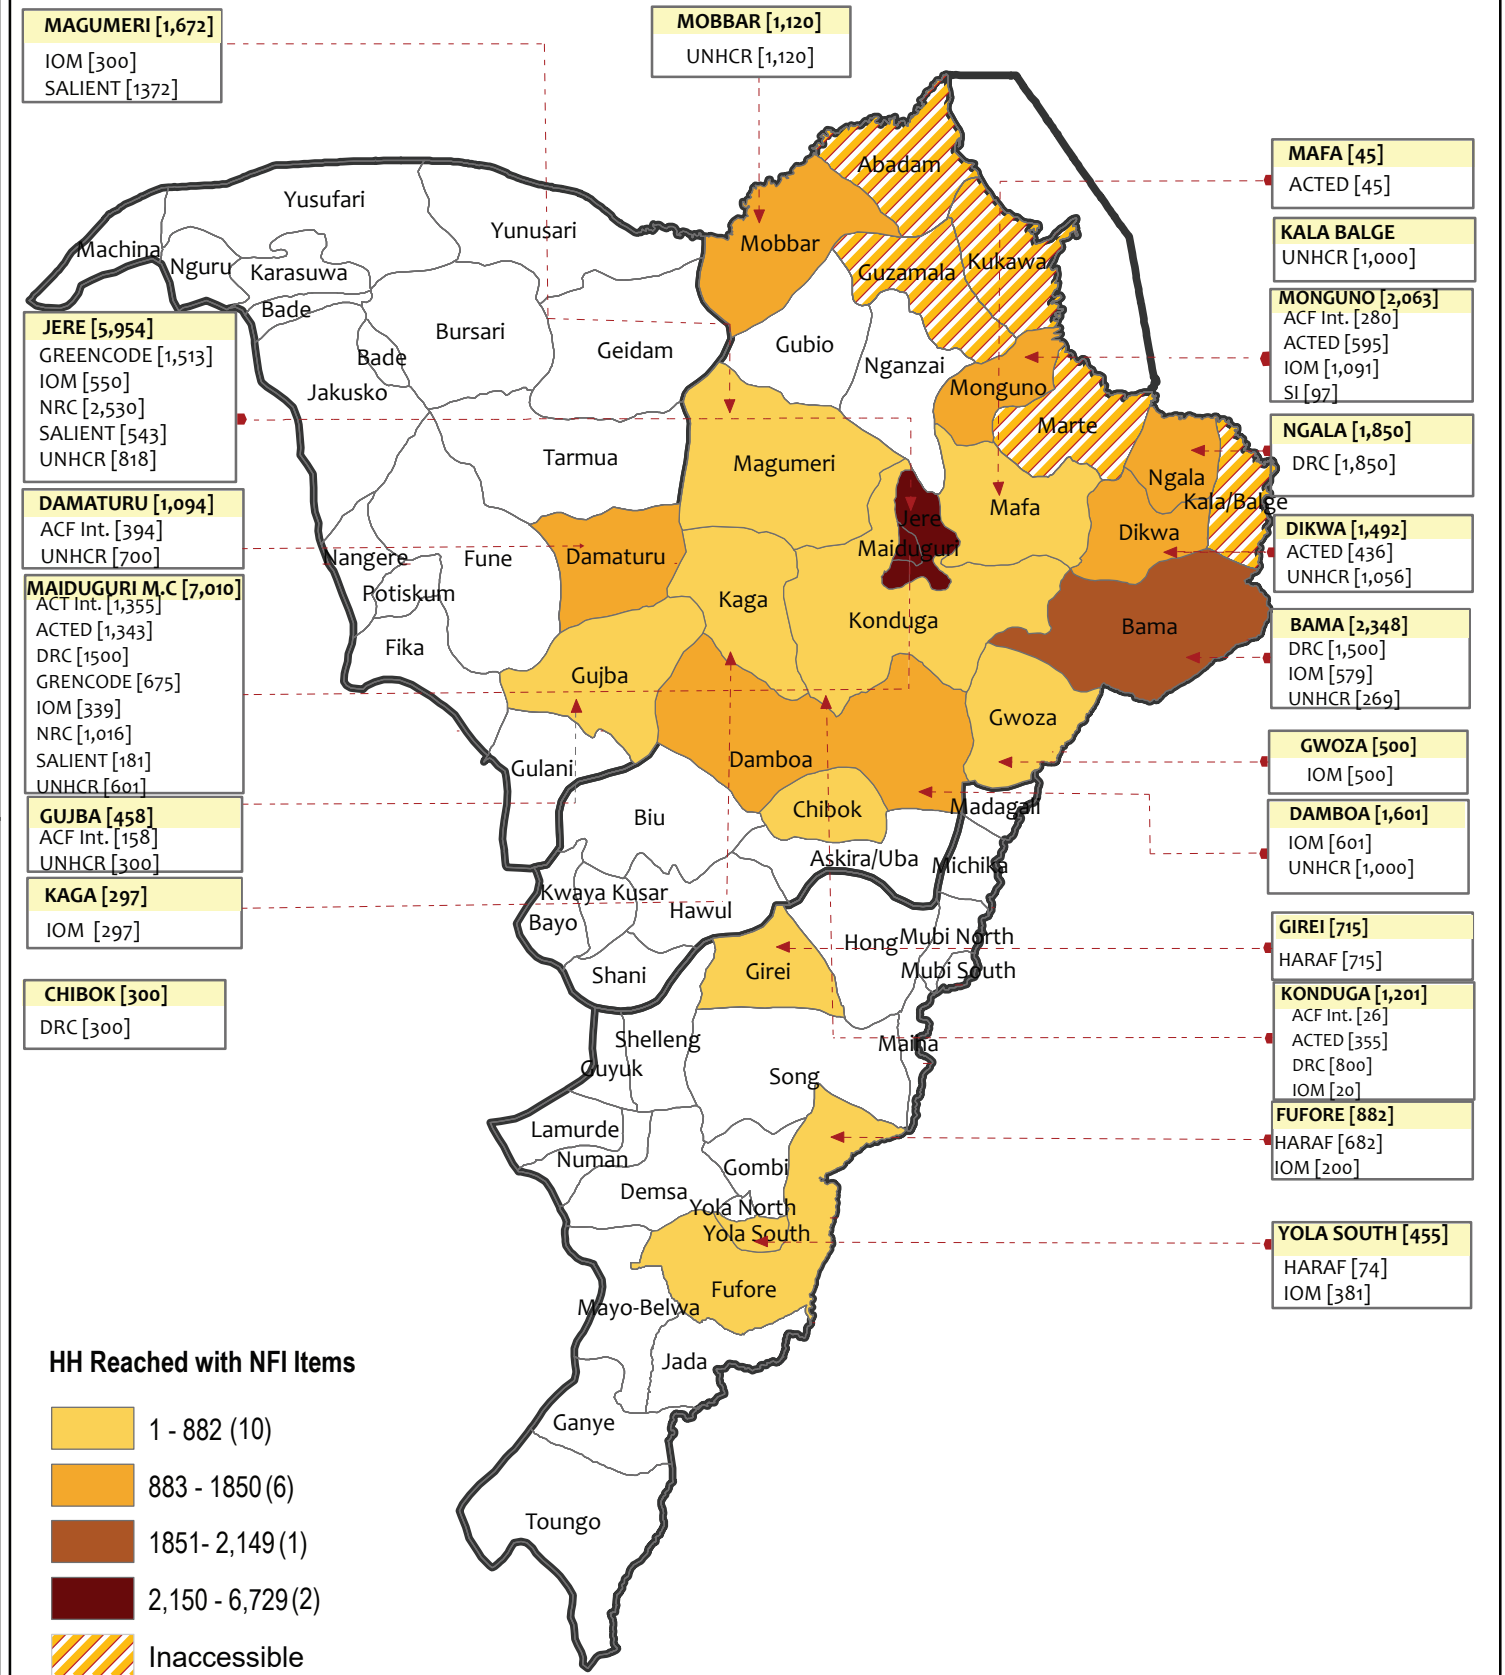 MAGUMERI [1,672]
IOM [300]
SALIENT [1372]
MOBBAR [1,120]
UNHCR [1,120]
MAFA [45]
ACTED [45]
KALA BALGE
UNHCR [1,000]
MONGUNO [2,063]
ACF Int. [280]
ACTED [595]
IOM [1,091]
SI [97]
NGALA [1,850]
DRC [1,850]
DIKWA [1,492]
ACTED [436]
UNHCR [1,056]
BAMA [2,348]
DRC [1,500]
IOM [579]
UNHCR [269]
GWOZA [500]
IOM [500]
DAMBOA [1,601]
IOM [601]
UNHCR [1,000]
GIREI [715]
HARAF [715]
KONDUGA [1,201]
ACF Int. [26]
ACTED [355]
DRC [800]
IOM [20]
FUFORE [882]
HARAF [682]
IOM [200]
YOLA SOUTH [455]
HARAF [74]
IOM [381]
JERE [5,954]
GREENCODE [1,513]
IOM [550]
NRC [2,530]
SALIENT [543]
UNHCR [818]
DAMATURU [1,094]
ACF Int. [394]
UNHCR [700]
MAIDUGURI M.C [7,010]
ACT Int. [1,355]
ACTED [1,343]
DRC [1500]
GRENCODE [675]
IOM [339]
NRC [1,016]
SALIENT [181]
UNHCR [601]
GUJBA [458]
ACF Int. [158]
UNHCR [300]
KAGA [297]
IOM [297]
CHIBOK [300]
DRC [300]
Abadam
Yusufari
Yunusari
Machina
Nguru
Karasuwa
Mobbar
Guzamala
Kukawa
Bade
Bursari
Geidam
Gubio
Nganzai
Bade
Jakusko
Monguno
Marte
Tarmua
Magumeri
Ngala
Kala/Balge
Mafa
Jere
Dikwa
Maiduguri
Nangere
Fune
Damaturu
Potiskum
Kaga
Konduga
Bama
Fika
Gujba
Gwoza
Gulani
Damboa
Chibok
Madagali
Biu
Askira/Uba
Michika
Kwaya Kusar
Hawul
Bayo
Hong
Mubi North
Mubi South
Girei
Shani
Shelleng
Guyuk
Maiha
Song
Lamurde
Numan
Gombi
Demsa
Yola North
Yola South
Fufore
Mayo-Belwa
Jada
Ganye
Toungo
HH Reached with NFI Items
1 - 882 (10)
883 - 1850 (6)
1851- 2,149 (1)
2,150 - 6,729 (2)
Inaccessible